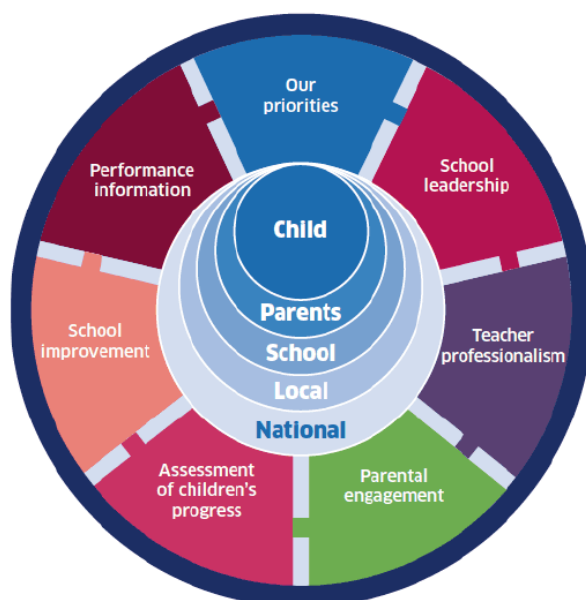 Our
priorities
School
leadership
Teacher
professionalism
Parental
engagement
Assessment
of children's
progress
School
improvement
Performance
information
Child
Parents
School
Local
National